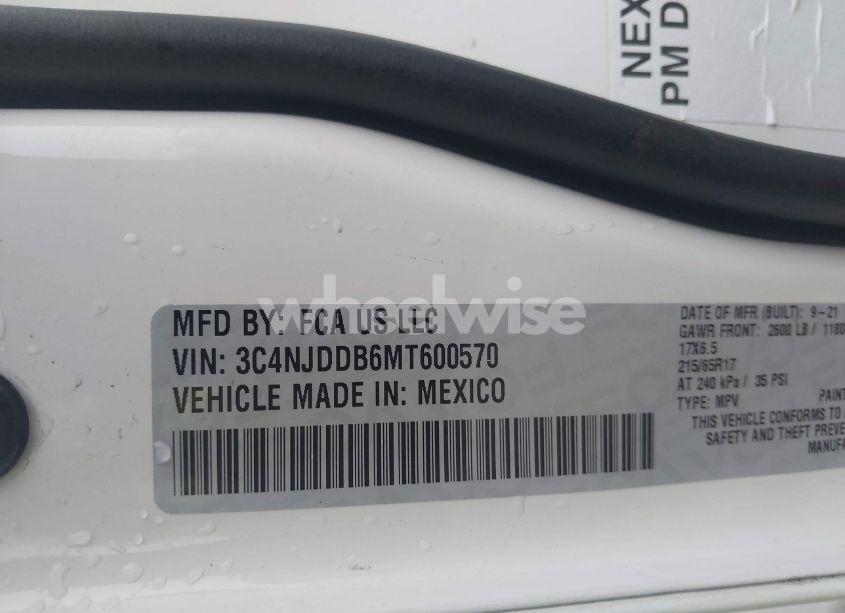 NEX
PM D
wheelwise
MFD BY: FCA US LLC
VIN: 3C4NJDDB6MT600570
VEHICLE MADE IN: MEXICO
DATE OF MFR (BUILT): 9-21
GAWR FRONT: 2600 LB / 1180
17X6.5
215/65R17
AT 240 kPa / 35 PSI
TYPE: MPV PAINT
THIS VEHICLE CONFORMS TO A
SAFETY AND THEFT PREVE
MANUFA